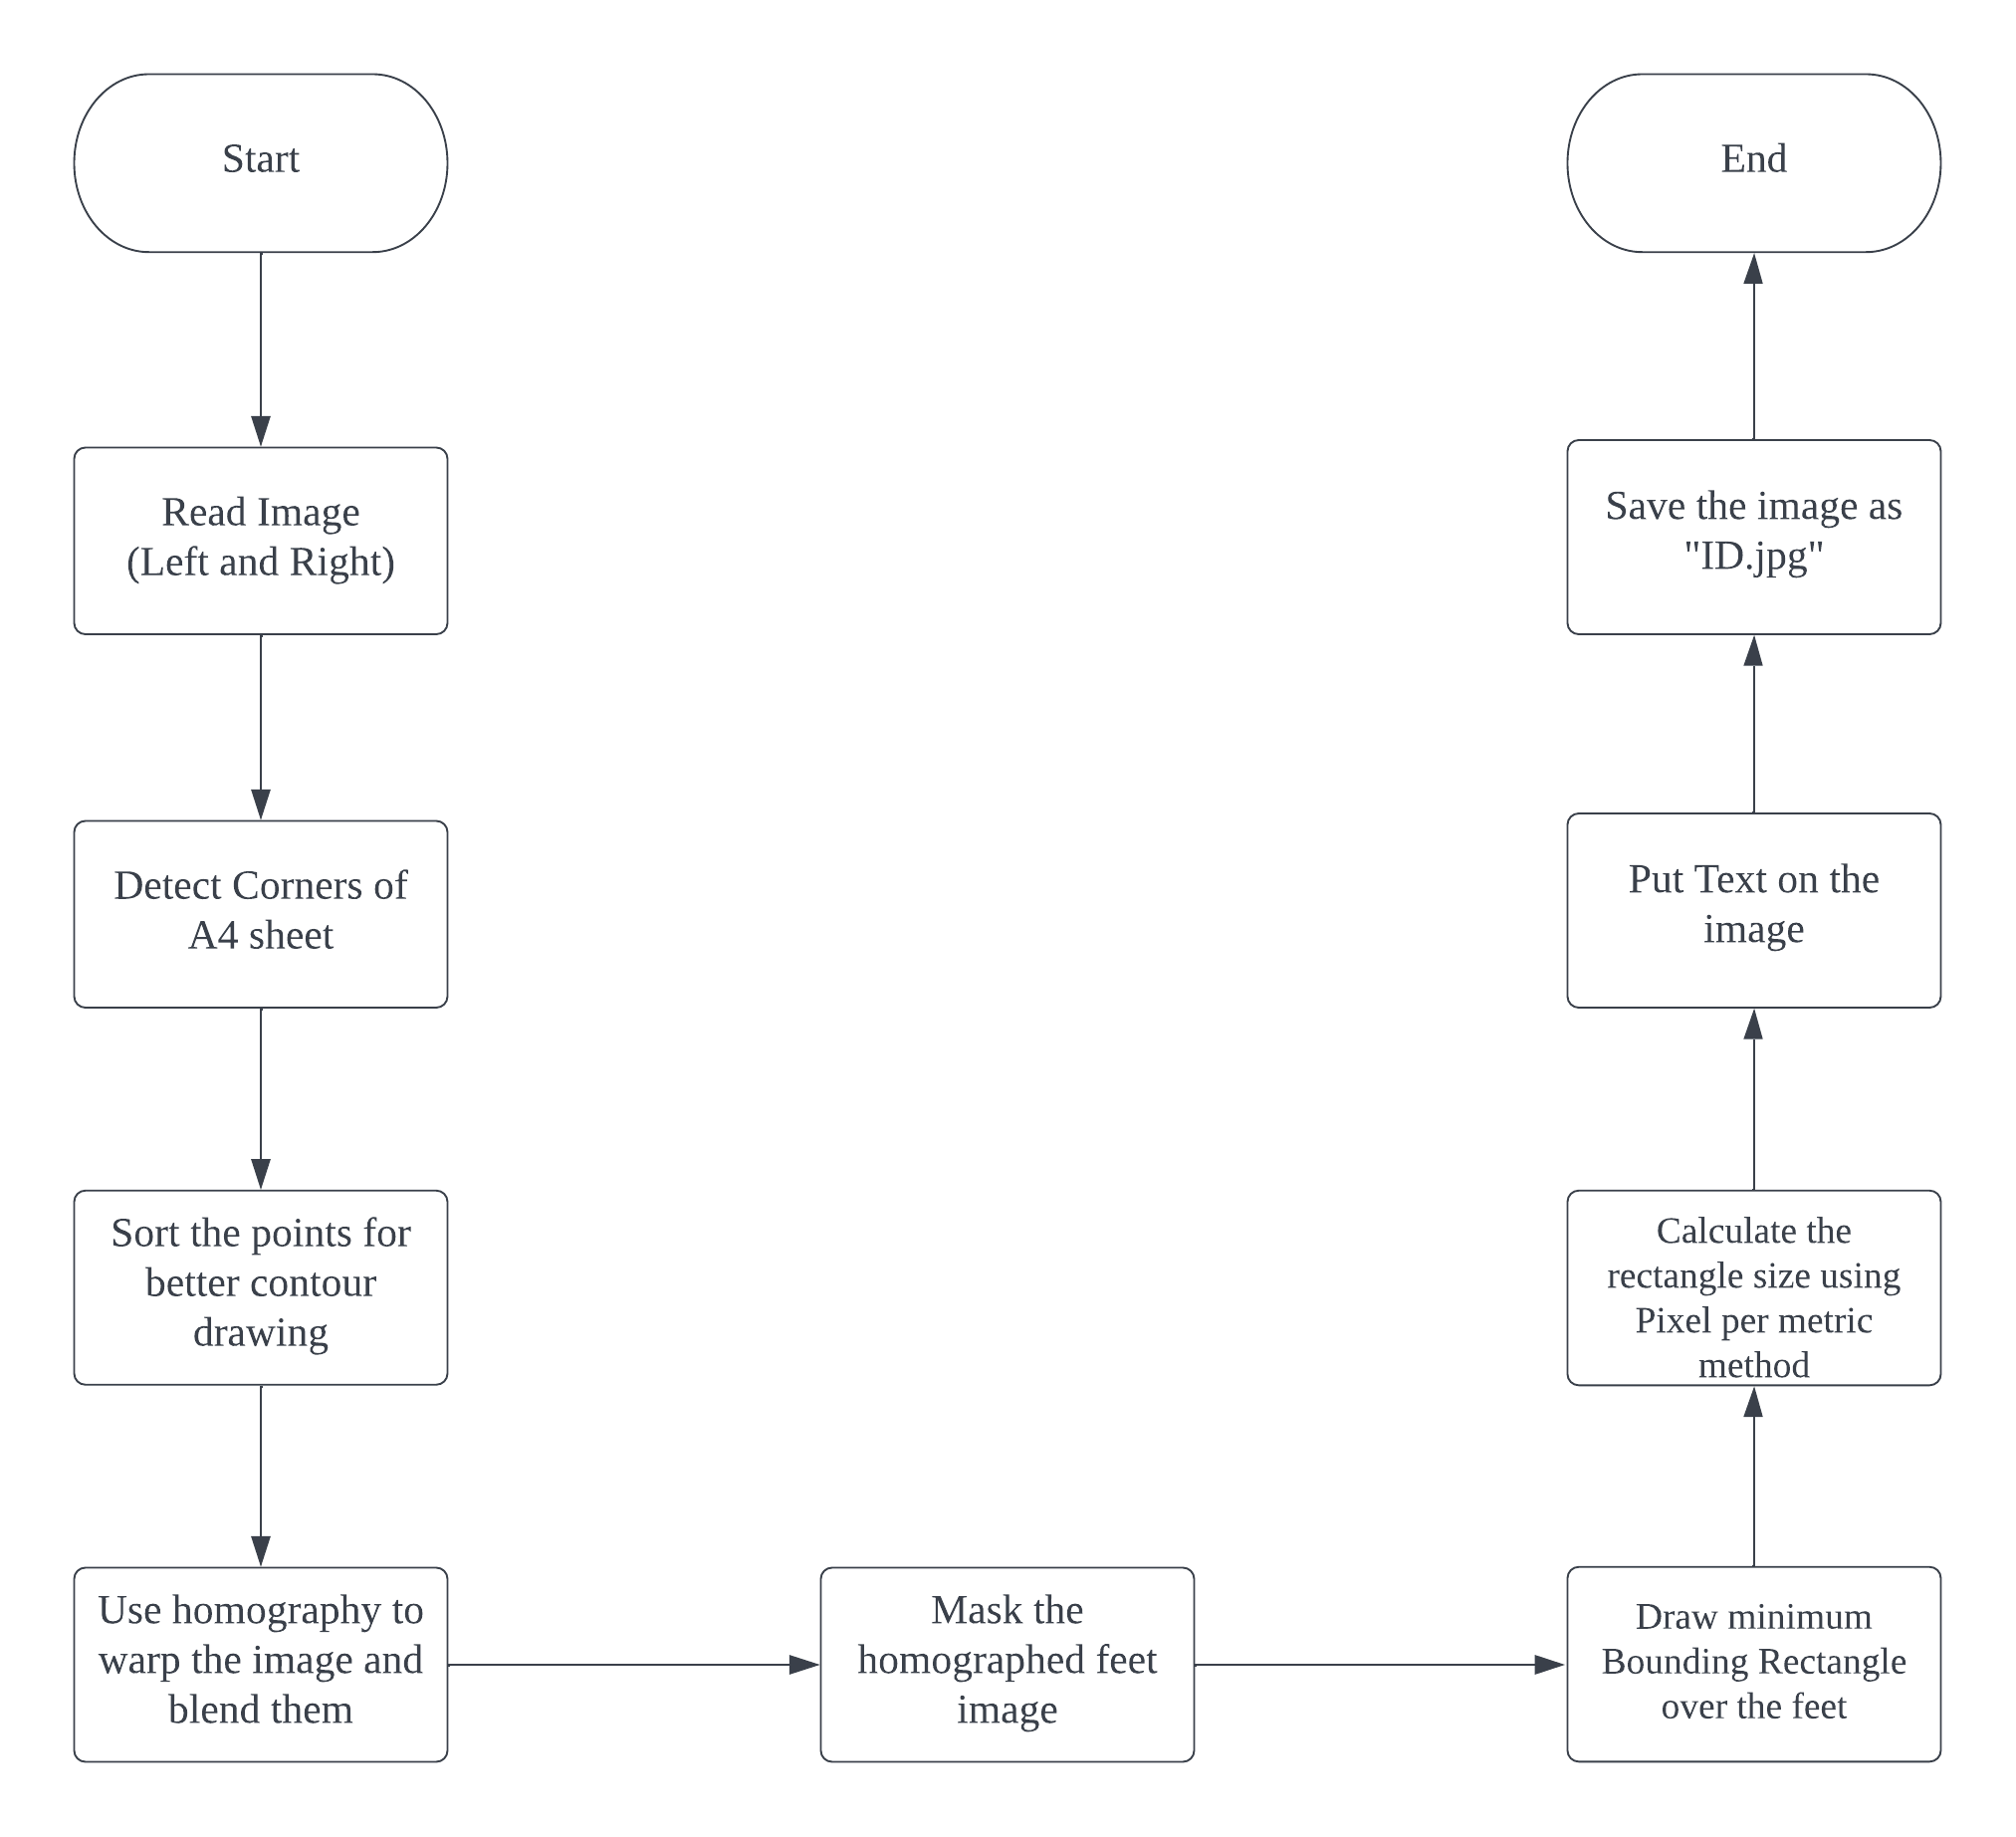 Start
Read Image
(Left and Right)
Detect Corners of
A4 sheet
Sort the points for
better contour
drawing
Use homography to
warp the image and
blend them
Mask the
homographed feet
image
Draw minimum
Bounding Rectangle
over the feet
Calculate the
rectangle size using
Pixel per metric
method
Put Text on the
image
Save the image as
"ID.jpg"
End